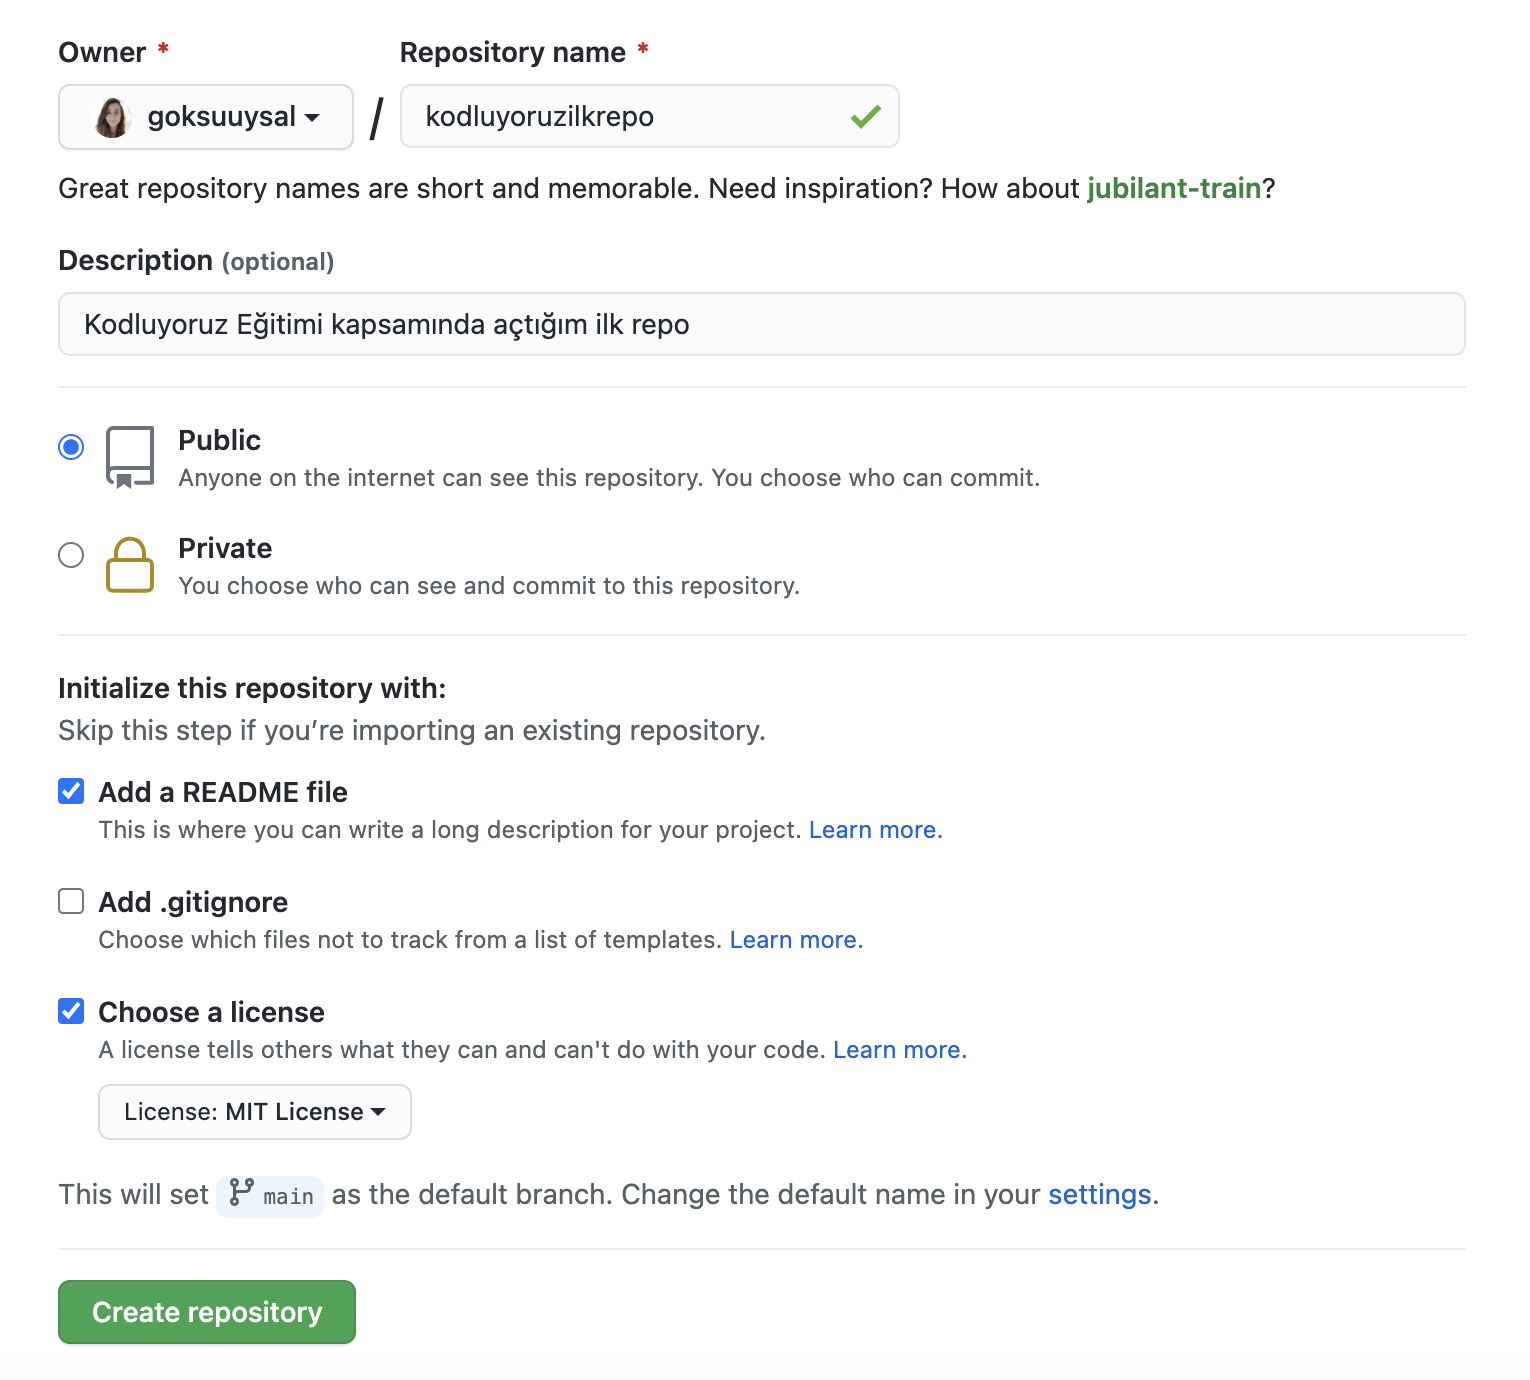 Owner * Repository name *
goksuuysal / kodluyoruzilkrepo
Great repository names are short and memorable. Need inspiration? How about jubilant-train?
Description (optional)
Kodluyoruz Eğitimi kapsamında açtığım ilk repo
Public
Anyone on the internet can see this repository. You choose who can commit.
Private
You choose who can see and commit to this repository.
Initialize this repository with:
Skip this step if you’re importing an existing repository.
Add a README file
This is where you can write a long description for your project. Learn more.
Add .gitignore
Choose which files not to track from a list of templates. Learn more.
Choose a license
A license tells others what they can and can't do with your code. Learn more.
License: MIT License
This will set main as the default branch. Change the default name in your settings.
Create repository